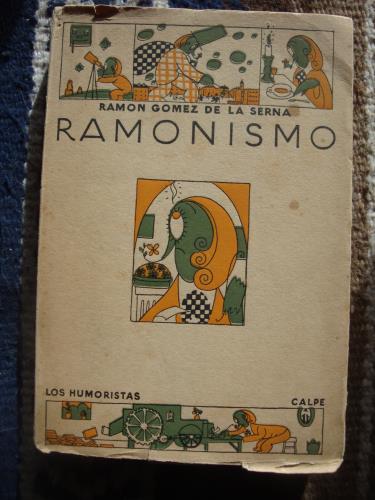 RAMON GOMEZ DE LA SERNA
RAMONISMO
LOS HUMORISTAS
CALPE